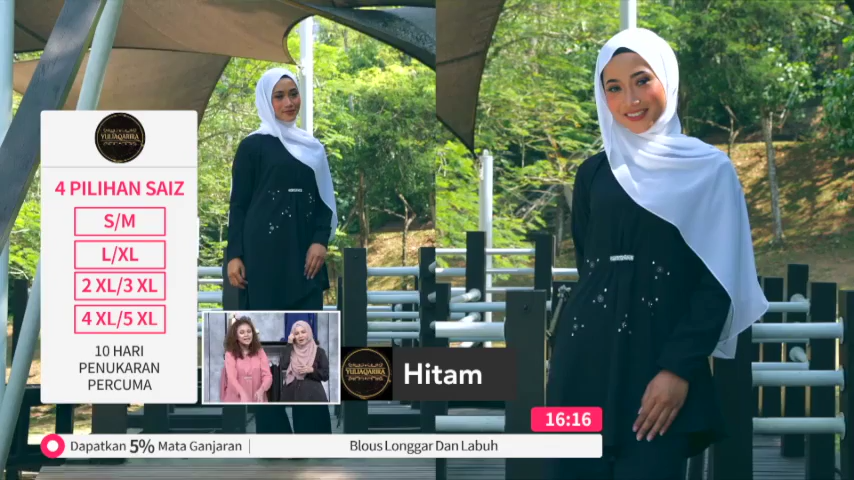 YULIAQARIRA
4 PILIHAN SAIZ
S/M
L/XL
2 XL/3 XL
4 XL/5 XL
10 HARI
PENUKARAN
PERCUMA
Hitam
16:16
Dapatkan 5% Mata Ganjaran
Blous Longgar Dan Labuh